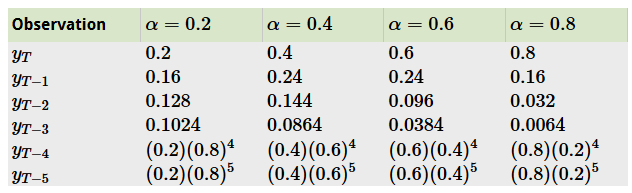 Observation α = 0.2 α = 0.4 α = 0.6 α = 0.8
y_T 0.2 0.4 0.6 0.8
y_{T−1} 0.16 0.24 0.24 0.16
y_{T−2} 0.128 0.144 0.096 0.032
y_{T−3} 0.1024 0.0864 0.0384 0.0064
y_{T−4} (0.2)(0.8)⁴ (0.4)(0.6)⁴ (0.6)(0.4)⁴ (0.8)(0.2)⁴
y_{T−5} (0.2)(0.8)⁵ (0.4)(0.6)⁵ (0.6)(0.4)⁵ (0.8)(0.2)⁵